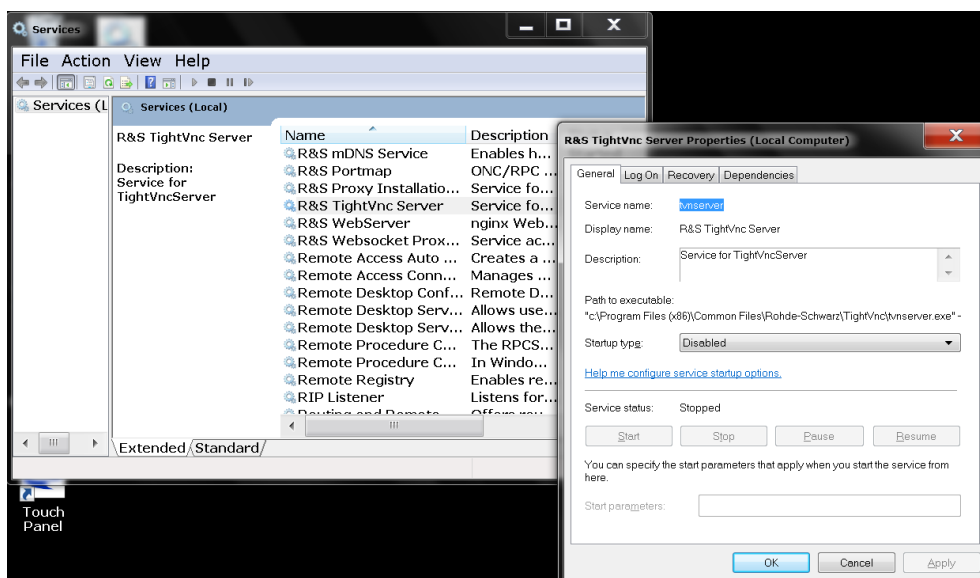 Services
File Action View Help
Services (L
Services (Local)
R&S TightVnc Server
Description:
Service for
TightVncServer
Name Description
R&S mDNS Service Enables h...
R&S Portmap ONC/RPC ...
R&S Proxy Installatio... Service fo...
R&S TightVnc Server Service fo...
R&S WebServer nginx Web...
R&S Websocket Prox... Service ac...
Remote Access Auto ... Creates a ...
Remote Access Conn... Manages ...
Remote Desktop Conf... Remote D...
Remote Desktop Serv... Allows use...
Remote Desktop Serv... Allows the...
Remote Procedure C... The RPCS...
Remote Procedure C... In Windo...
Remote Registry Enables re...
RIP Listener Listens for...
Extended Standard
Touch
Panel
R&S TightVnc Server Properties (Local Computer)
General Log On Recovery Dependencies
Service name: tvnserver
Display name: R&S TightVnc Server
Description: Service for TightVncServer
Path to executable:
"c:\Program Files (x86)\Common Files\Rohde-Schwarz\TightVnc\tvnserver.exe" -
Startup type: Disabled
Help me configure service startup options.
Service status: Stopped
Start Stop Pause Resume
You can specify the start parameters that apply when you start the service from
here.
Start parameters:
OK Cancel Apply